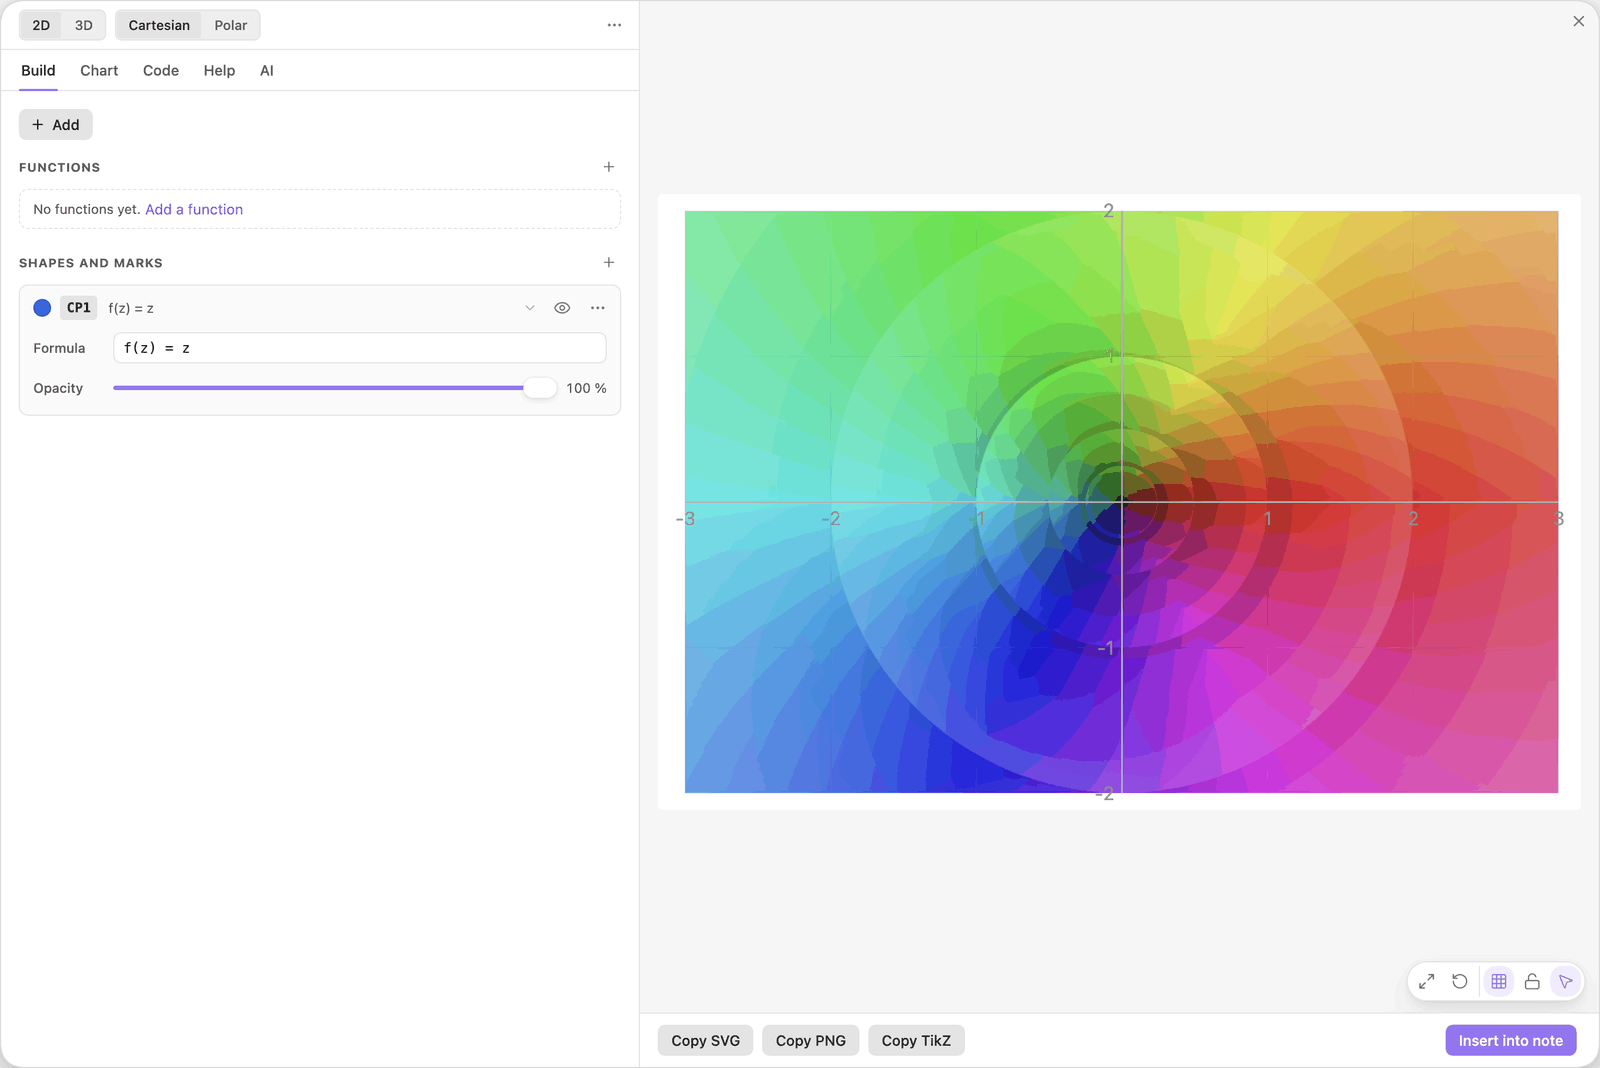 2D 3D Cartesian Polar
Build Chart Code Help AI
+ Add
FUNCTIONS
No functions yet. Add a function
SHAPES AND MARKS
CP1 f(z) = z
Formula f(z) = z
Opacity 100 %
2
1
-3 -2 -1 1 2 3
-1
-2
Copy SVG Copy PNG Copy TikZ Insert into note